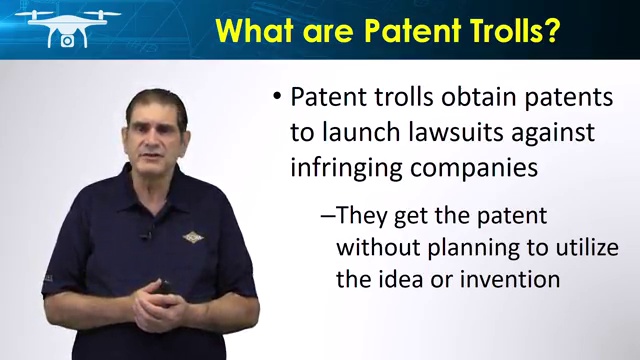 What are Patent Trolls?
• Patent trolls obtain patents
to launch lawsuits against
infringing companies
–They get the patent
without planning to utilize
the idea or invention